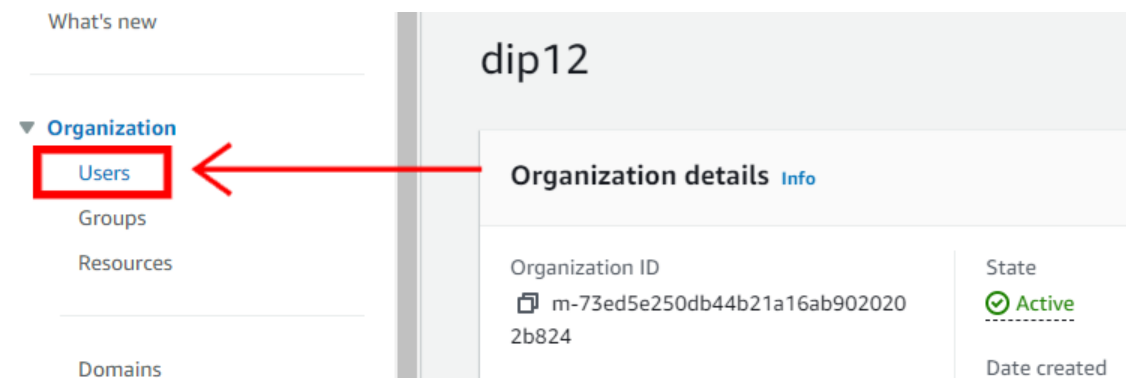 What's new
Organization
Users
Groups
Resources
Domains
dip12
Organization details Info
Organization ID
m-73ed5e250db44b21a16ab902020
2b824
State
Active
Date created